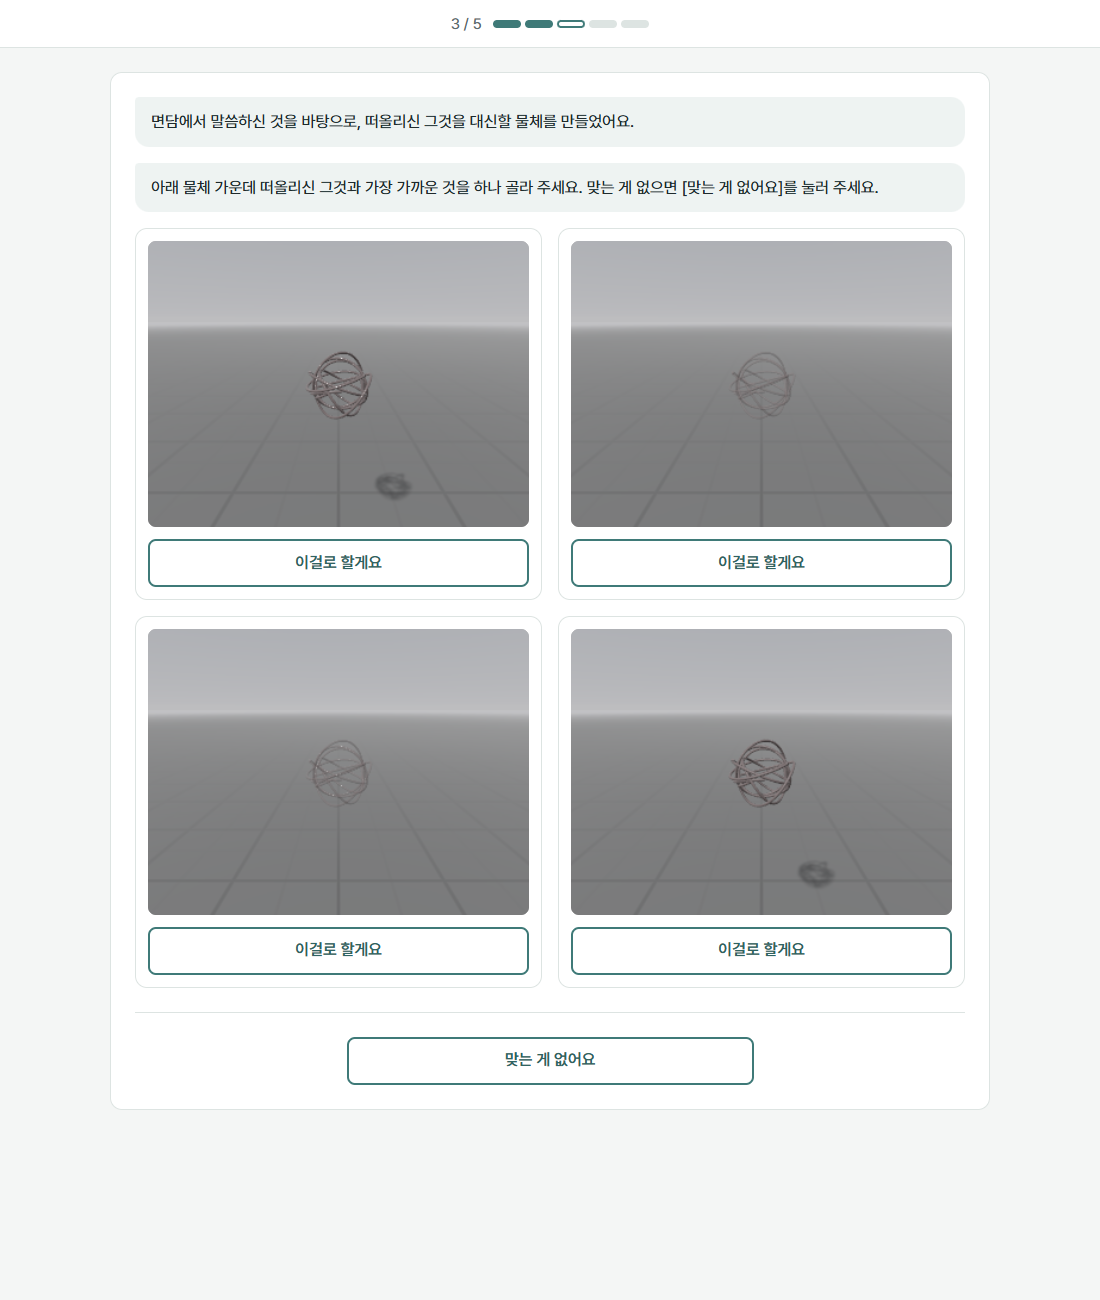 3 / 5
면담에서 말씀하신 것을 바탕으로, 떠올리신 그것을 대신할 물체를 만들었어요.
아래 물체 가운데 떠올리신 그것과 가장 가까운 것을 하나 골라 주세요. 맞는 게 없으면 [맞는 게 없어요]를 눌러 주세요.
이걸로 할게요
이걸로 할게요
이걸로 할게요
이걸로 할게요
맞는 게 없어요